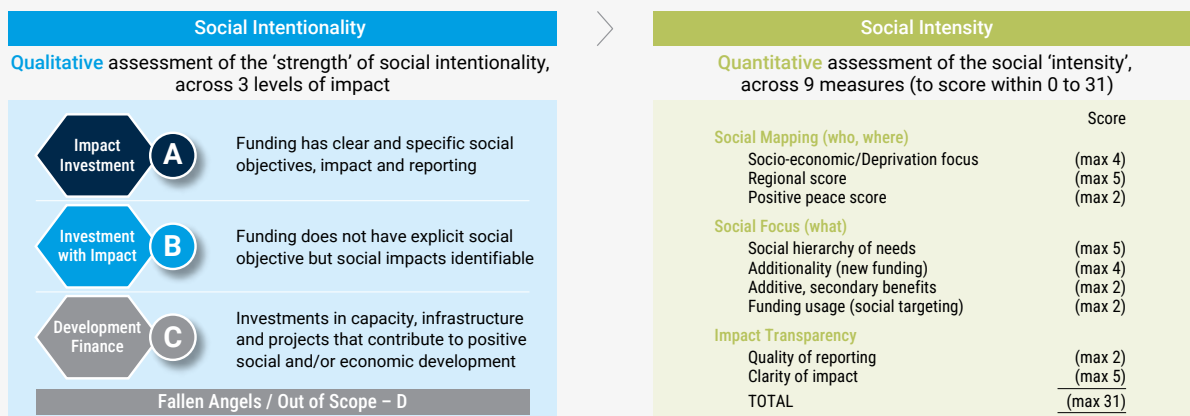 Social Intentionality
Qualitative assessment of the ‘strength’ of social intentionality,
across 3 levels of impact
Impact
Investment
A
Funding has clear and specific social
objectives, impact and reporting
Investment
with Impact
B
Funding does not have explicit social
objective but social impacts identifiable
Development
Finance
C
Investments in capacity, infrastructure
and projects that contribute to positive
social and/or economic development
Fallen Angels / Out of Scope – D
Social Intensity
Quantitative assessment of the social ‘intensity’,
across 9 measures (to score within 0 to 31)
Score
Social Mapping (who, where)
Socio-economic/Deprivation focus (max 4)
Regional score (max 5)
Positive peace score (max 2)
Social Focus (what)
Social hierarchy of needs (max 5)
Additionality (new funding) (max 4)
Additive, secondary benefits (max 2)
Funding usage (social targeting) (max 2)
Impact Transparency
Quality of reporting (max 2)
Clarity of impact (max 5)
TOTAL (max 31)